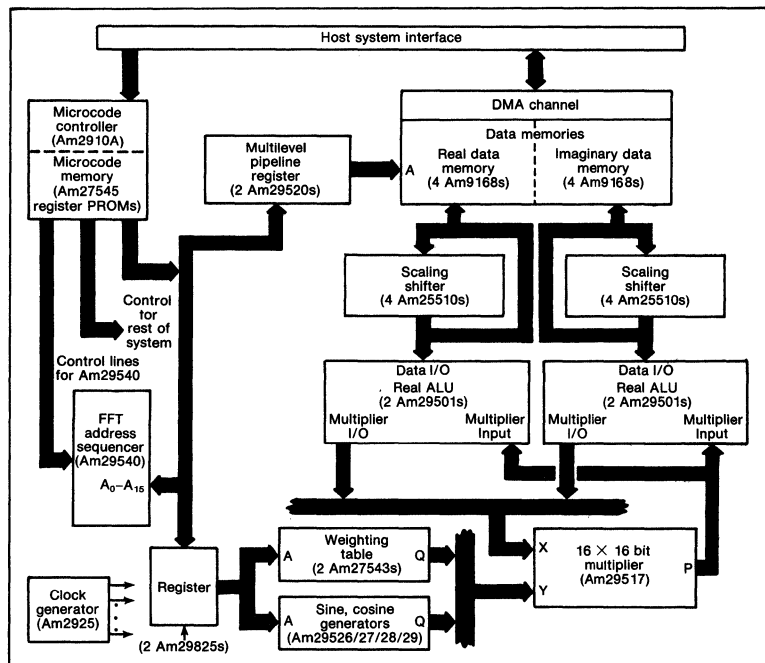 Host system interface
Microcode
controller
(Am2910A)
Microcode
memory
(Am27545
register PROMs)
Multilevel
pipeline
register
(2 Am29520s)
DMA channel
Data memories
A
Real data
memory
(4 Am9168s)
Imaginary data
memory
(4 Am9168s)
Scaling
shifter
(4 Am25510s)
Scaling
shifter
(4 Am25510s)
Control
for
rest of
system
Control lines
for Am29540
Data I/O
Real ALU
(2 Am29501s)
Multiplier
I/O
Multiplier
Input
Data I/O
Real ALU
(2 Am29501s)
Multiplier
I/O
Multiplier
Input
FFT
address
sequencer
(Am29540)
A0–A15
Clock
generator
(Am2925)
Register
(2 Am29825s)
A
Weighting
table
(2 Am27543s)
Q
A
Sine, cosine
generators
(Am29526/27/28/29)
Q
X
Y
16 × 16 bit
multiplier
(Am29517)
P